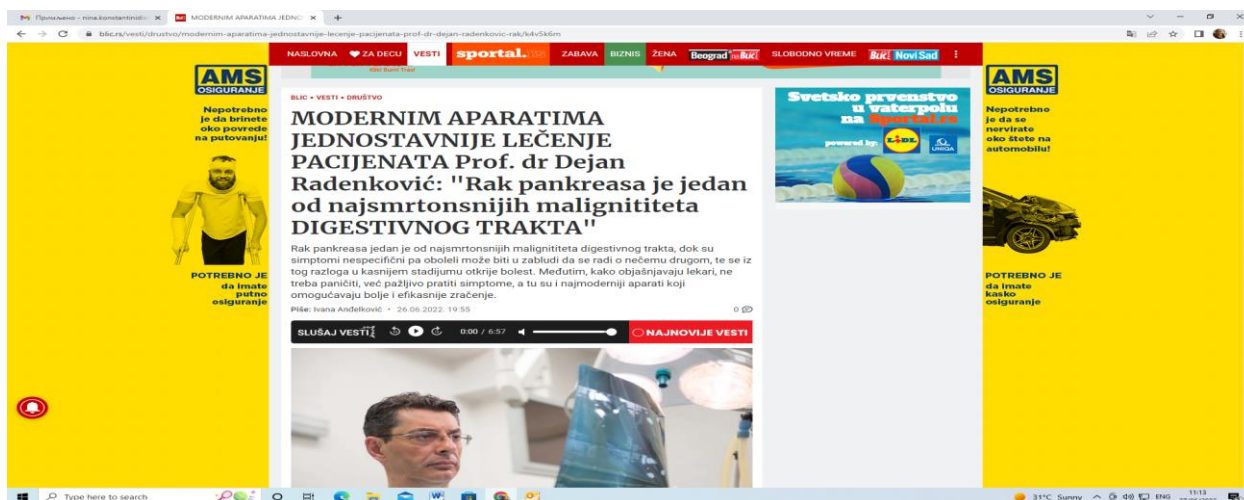 MODERNIM APARATIMA JEDNO
blic.rs/vesti/drustvo/modernim-aparatima-jednostavnije-lecenje-pacijenata-prof-dr-dejan-radenkovic-rak/k4v5k6m
NASLOVNA ZA DECU VESTI sportal. ZABAVA BIZNIS ŽENA Beograd na Blic SLOBODNO VREME Blic Novi Sad
AMS
OSIGURANJE
Nepotrebno
je da brinete
oko povrede
na putovanju!
POTREBNO JE
da imate
putno
osiguranje
BLIC • VESTI • DRUŠTVO
MODERNIM APARATIMA
JEDNOSTAVNIJE LEČENJE
PACIJENATA Prof. dr Dejan
Radenković: "Rak pankreasa je jedan
od najsmrtonsnijih malignititeta
DIGESTIVNOG TRAKTA"
Rak pankreasa jedan je od najsmrtonsnijih malignititeta digestivnog trakta, dok su
simptomi nespecifični pa oboleli može biti u zabludi da se radi o nečemu drugom, te se iz
tog razloga u kasnijem stadijumu otkrije bolest. Međutim, kako objašnjavaju lekari, ne
treba paničiti, već pažljivo pratiti simptome, a tu su i najmoderniji aparati koji
omogućavaju bolje i efikasnije zračenje.
Piše: Ivana Anđelković • 26.06.2022. 19:55
0
SLUŠAJ VESTI 0:00 / 6:57 NAJNOVIJE VESTI
Svetsko prvenstvo
u vaterpolu
na Sportal.rs
powered by: LIDL UNIQA
AMS
OSIGURANJE
Nepotrebno
je da se
nervirate
oko štete na
automobilu!
POTREBNO JE
da imate
kasko
osiguranje
Type here to search
31°C Sunny ENG 11:13